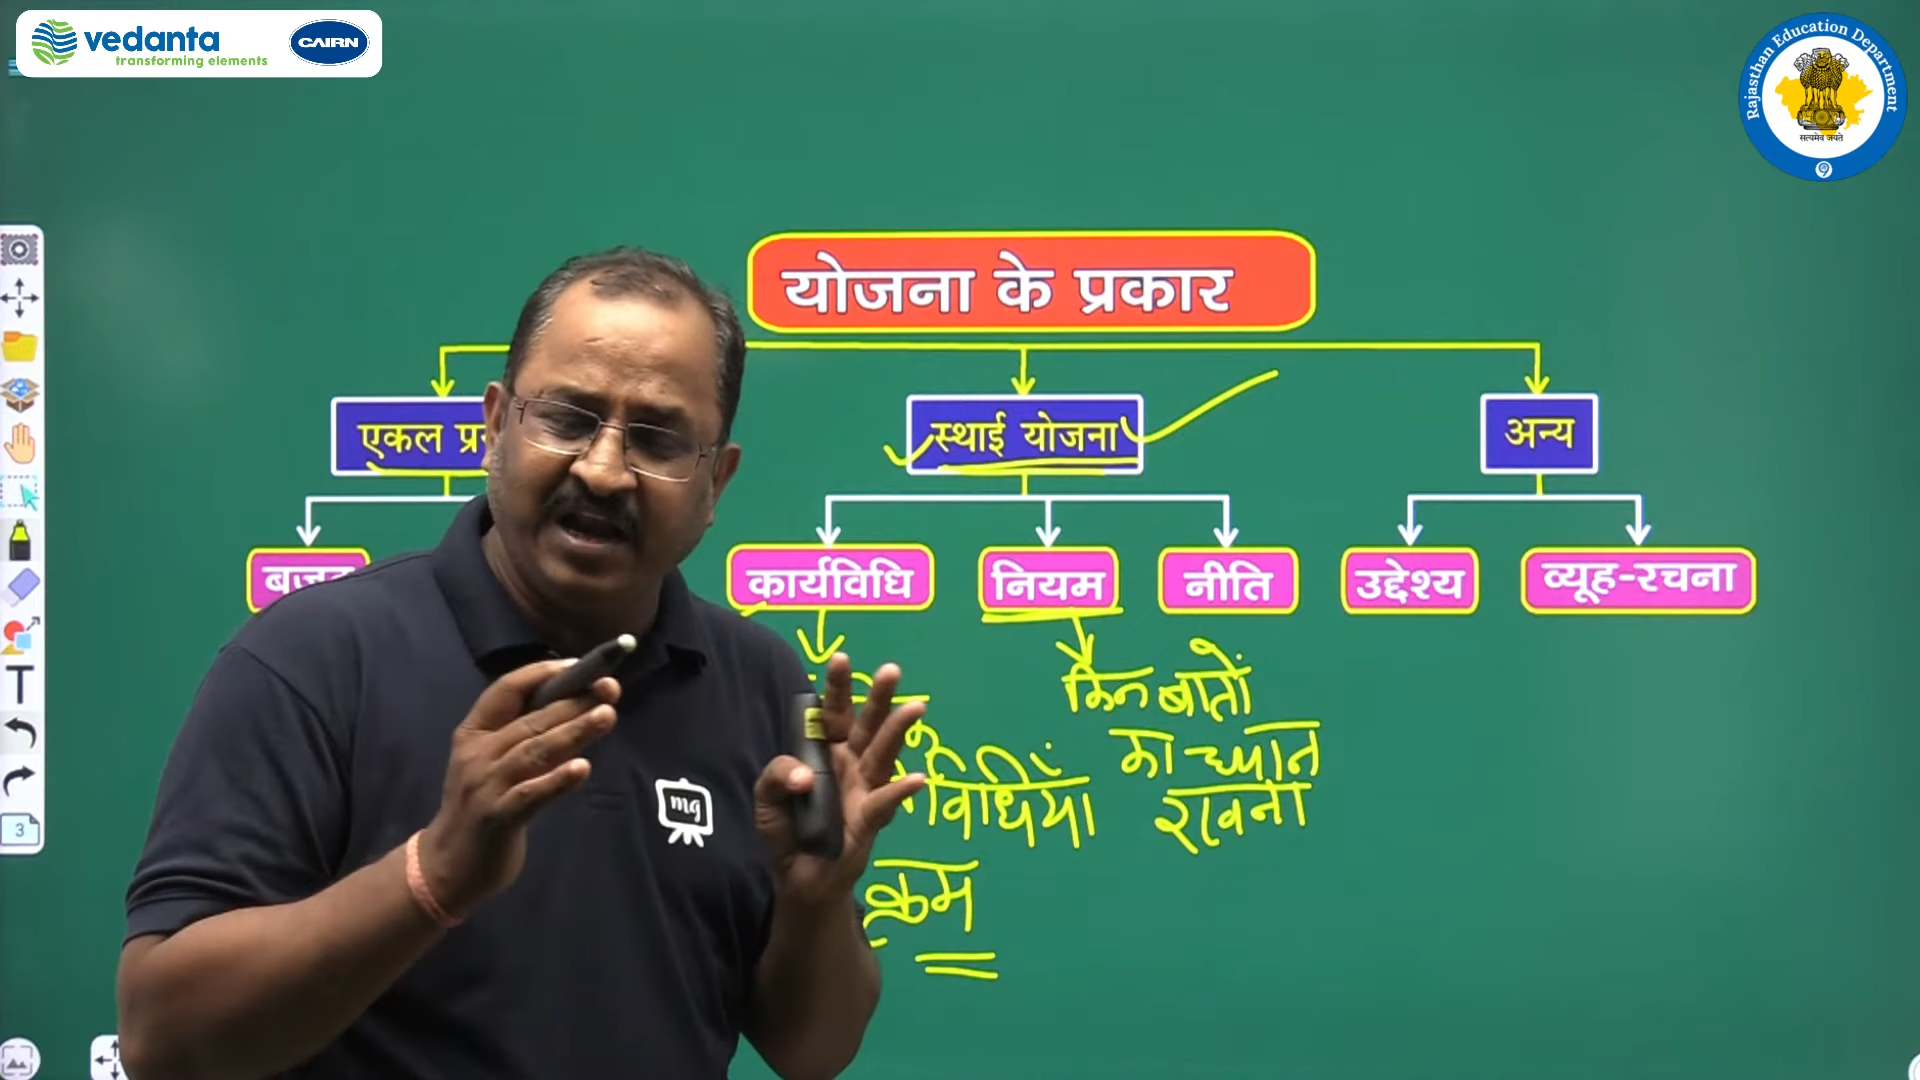 vedanta
transforming elements
CAIRN
Rajasthan Education Department
सत्यमेव जयते
योजना के प्रकार
एकल
स्थाई योजना
अन्य
कार्यविधि
नियम
नीति
उद्देश्य
व्यूह-रचना
किन बातों
का ध्यान
रखना
विधियाँ
क्रम
mg
T
3